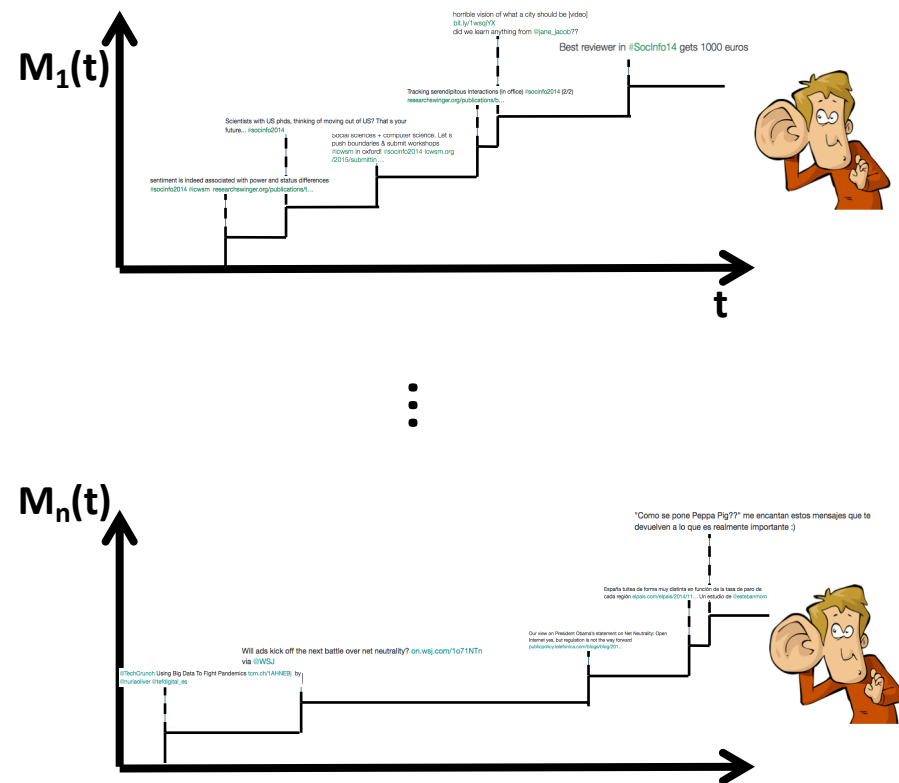 M1(t)
horrible vision of what a city should be [video]
bit.ly/1wsqjYX
did we learn anything from @jane_jacob??
Best reviewer in #SocInfo14 gets 1000 euros
Tracking serendipitous interactions (in office) #socinfo2014 (2/2)
researchswinger.org/publications/b...
Scientists with US phds, thinking of moving out of US? That s your
future... #socinfo2014
Social sciences + computer science. Let s
push boundaries & submit workshops
#icwsm in oxford! #socinfo2014 icwsm.org
/2015/submittin ...
sentiment is indeed associated with power and status differences
#socinfo2014 #icwsm researchswinger.org/publications/t...
t
⋮
Mn(t)
"Como se pone Peppa Pig??" me encantan estos mensajes que te
devuelven a lo que es realmente importante :)
España tuitea de forma muy distinta en función de la tasa de paro de
cada región elpais.com/elpais/2014/11... Un estudio de @estebanmoro
Our view on President Obama's statement on Net Neutrality: Open
Internet yes, but regulation is not the way forward
publicpolicy.telefonica.com/blogs/blog/201...
Will ads kick off the next battle over net neutrality? on.wsj.com/1o71NTn
via @WSJ
@TechCrunch Using Big Data To Fight Pandemics tcrn.ch/1AHNEBj by
@nuriaoliver @tefdigital_es